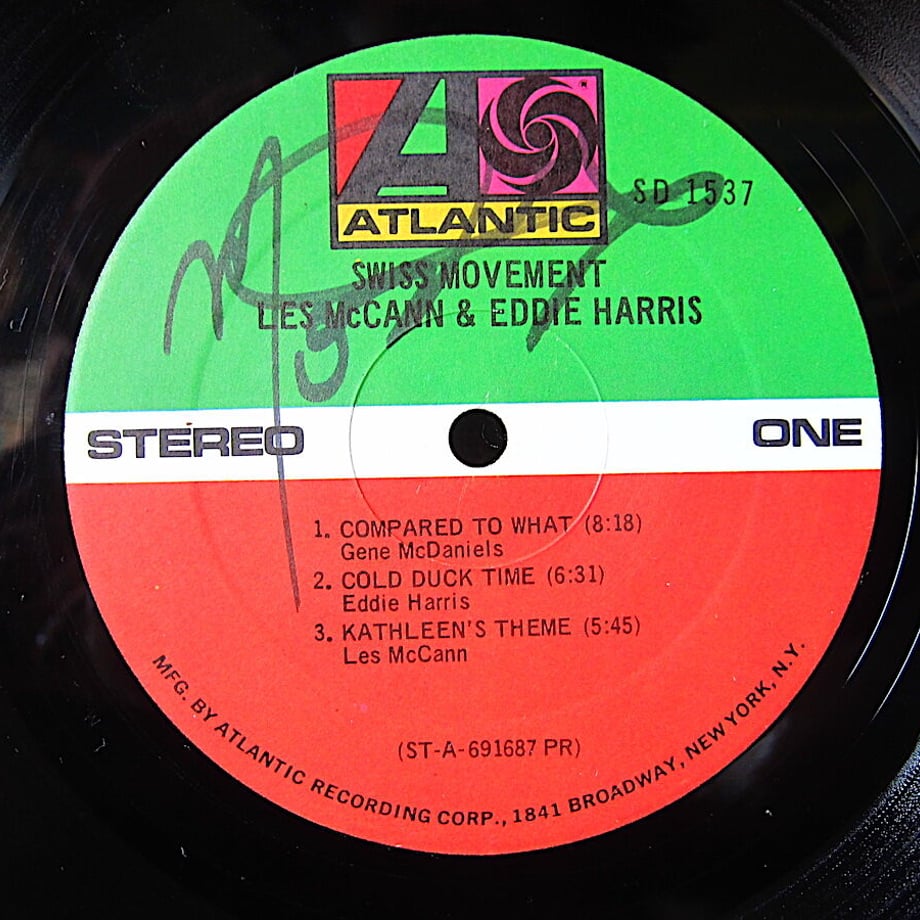 ATLANTIC
SD 1537
SWISS MOVEMENT
LES McCANN & EDDIE HARRIS
STEREO
ONE
1. COMPARED TO WHAT (8:18)
Gene McDaniels
2. COLD DUCK TIME (6:31)
Eddie Harris
3. KATHLEEN'S THEME (5:45)
Les McCann
(ST-A-691687 PR)
MFG. BY ATLANTIC RECORDING CORP., 1841 BROADWAY, NEW YORK, N.Y.